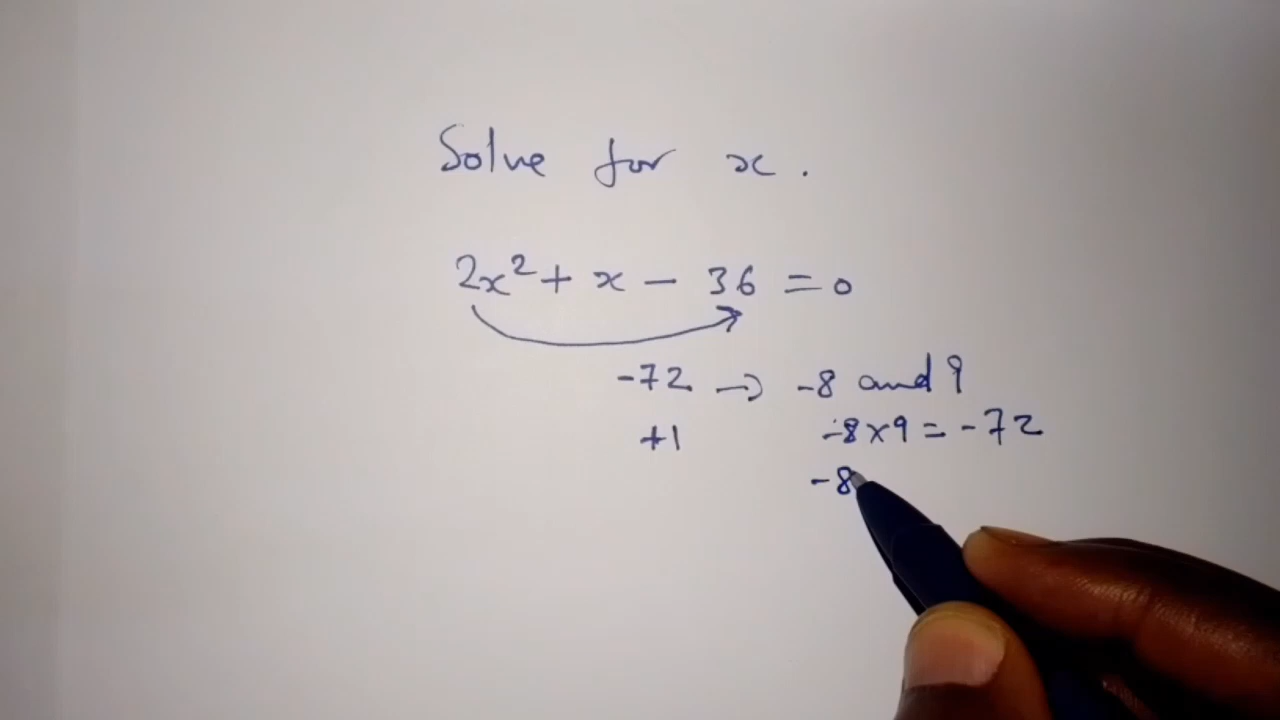 Solve for x.
2x² + x - 36 = 0
-72 → -8 and 9
+1 -8×9 = -72
-8